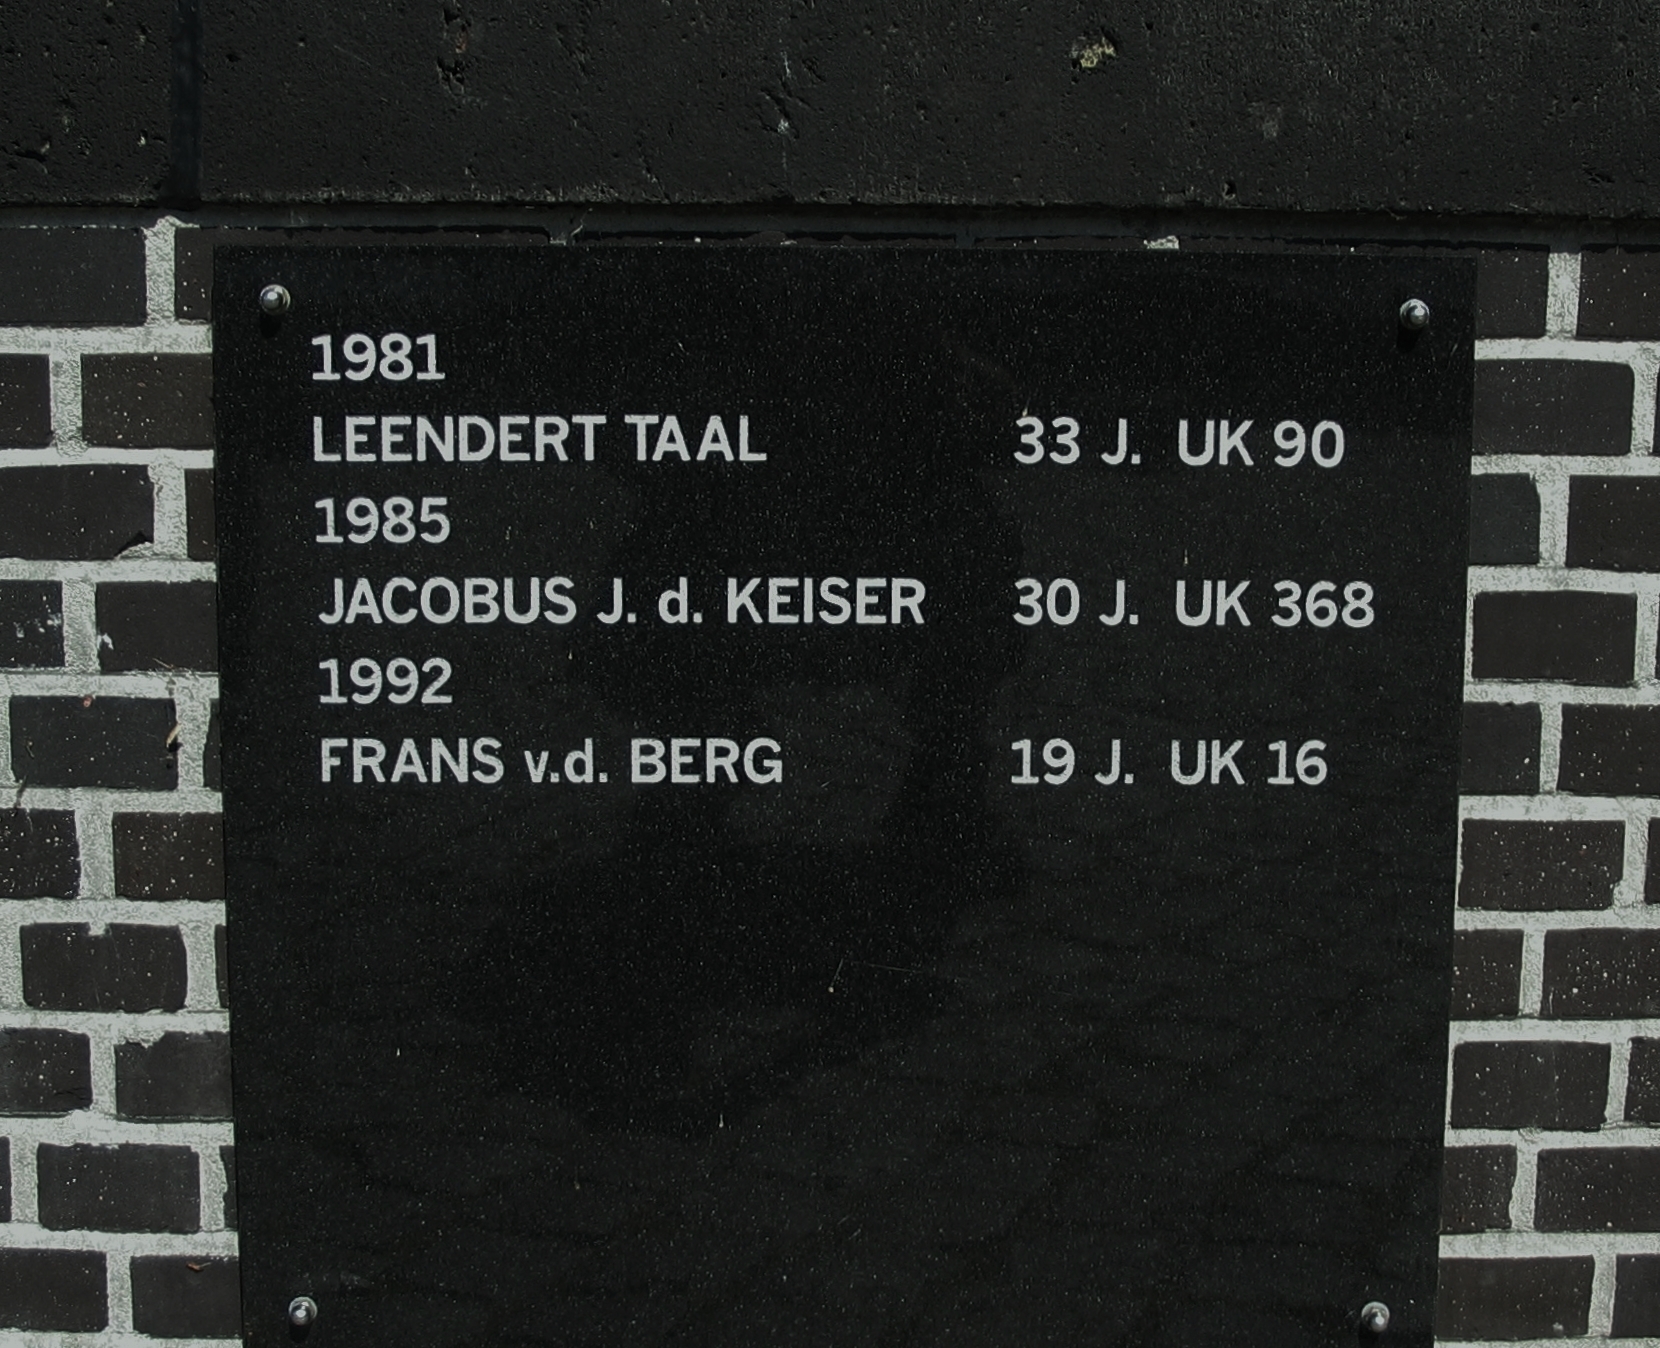 1981
LEENDERT TAAL 33 J. UK 90
1985
JACOBUS J. d. KEISER 30 J. UK 368
1992
FRANS v.d. BERG 19 J. UK 16